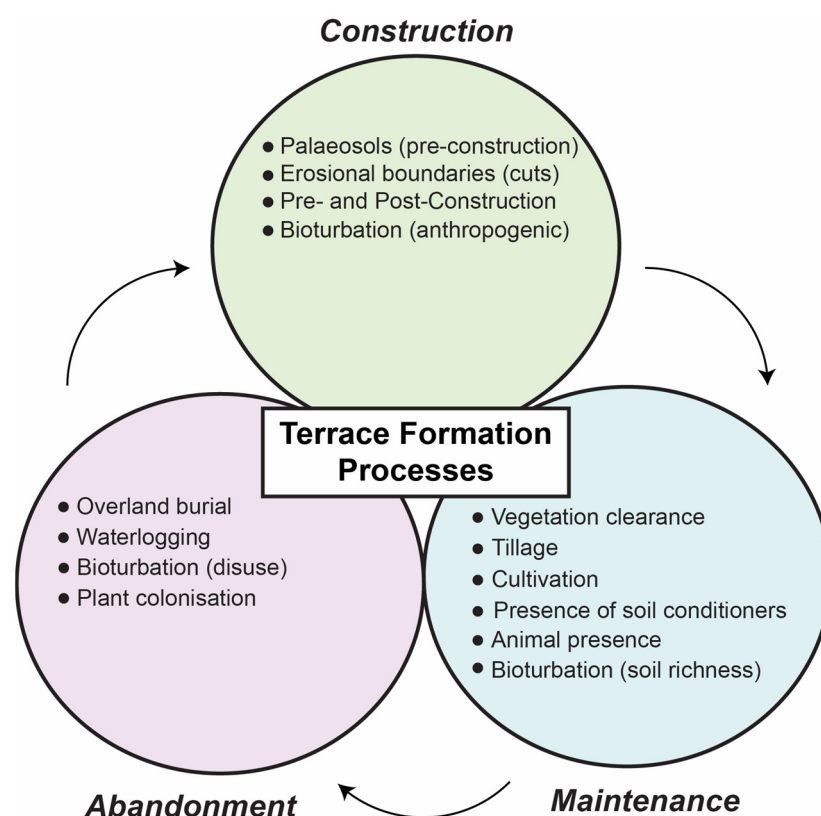 Construction
● Palaeosols (pre-construction)
● Erosional boundaries (cuts)
● Pre- and Post-Construction
● Bioturbation (anthropogenic)
Terrace Formation
Processes
● Overland burial
● Waterlogging
● Bioturbation (disuse)
● Plant colonisation
● Vegetation clearance
● Tillage
● Cultivation
● Presence of soil conditioners
● Animal presence
● Bioturbation (soil richness)
Abandonment
Maintenance